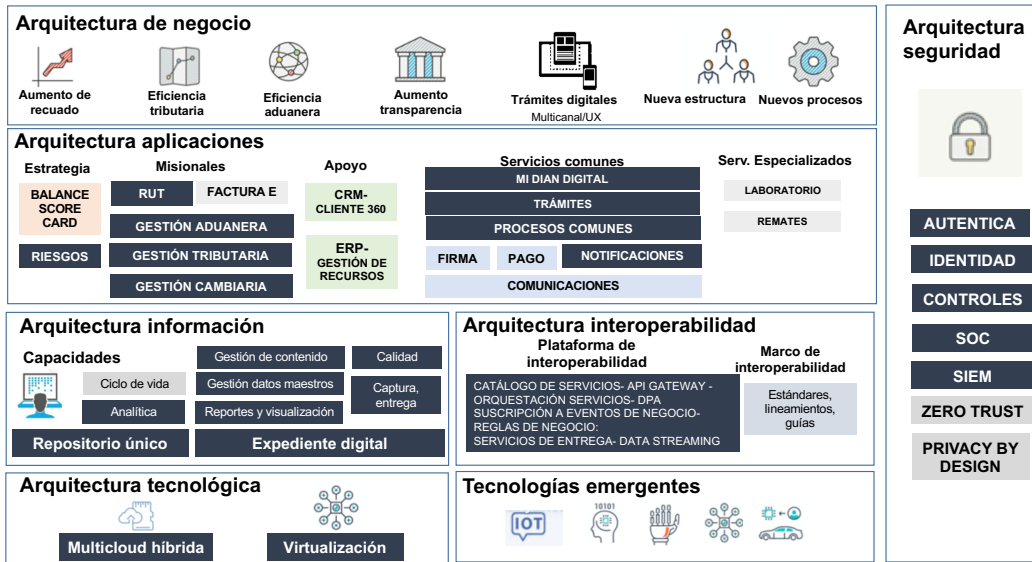 Arquitectura de negocio
Aumento de
recuado
Eficiencia
tributaria
Eficiencia
aduanera
Aumento
transparencia
Trámites digitales
Multicanal/UX
Nueva estructura
Nuevos procesos
Arquitectura aplicaciones
Estrategia
BALANCE
SCORE
CARD
RIESGOS
Misionales
RUT
FACTURA E
GESTIÓN ADUANERA
GESTIÓN TRIBUTARIA
GESTIÓN CAMBIARIA
Apoyo
CRM-
CLIENTE 360
ERP-
GESTIÓN DE
RECURSOS
Servicios comunes
MI DIAN DIGITAL
TRÁMITES
PROCESOS COMUNES
FIRMA
PAGO
NOTIFICACIONES
COMUNICACIONES
Serv. Especializados
LABORATORIO
REMATES
Arquitectura información
Capacidades
Ciclo de vida
Analítica
Gestión de contenido
Gestión datos maestros
Reportes y visualización
Calidad
Captura,
entrega
Repositorio único
Expediente digital
Arquitectura interoperabilidad
Plataforma de
interoperabilidad
CATÁLOGO DE SERVICIOS- API GATEWAY -
ORQUESTACIÓN SERVICIOS- DPA
SUSCRIPCIÓN A EVENTOS DE NEGOCIO-
REGLAS DE NEGOCIO:
SERVICIOS DE ENTREGA- DATA STREAMING
Marco de
interoperabilidad
Estándares,
lineamientos,
guías
Arquitectura tecnológica
Multicloud híbrida
Virtualización
Tecnologías emergentes
IOT
10101
Arquitectura
seguridad
AUTENTICA
IDENTIDAD
CONTROLES
SOC
SIEM
ZERO TRUST
PRIVACY BY
DESIGN